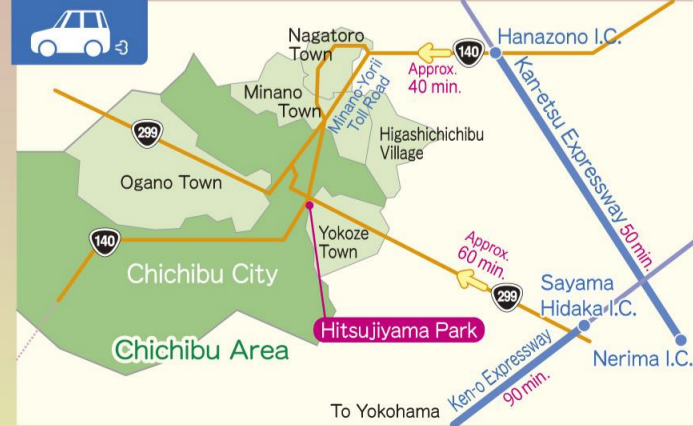 Nagatoro
Town
140
Hanazono I.C.
Approx.
40 min.
Minano
Town
Minano-Yorii
Toll Road
Kan-etsu Expressway 50 min.
299
Higashichichibu
Village
Ogano Town
140
Yokoze
Town
Approx.
60 min.
Chichibu City
299
Sayama
Hidaka I.C.
Hitsujiyama Park
Chichibu Area
Nerima I.C.
Ken-o Expressway
90 min.
To Yokohama